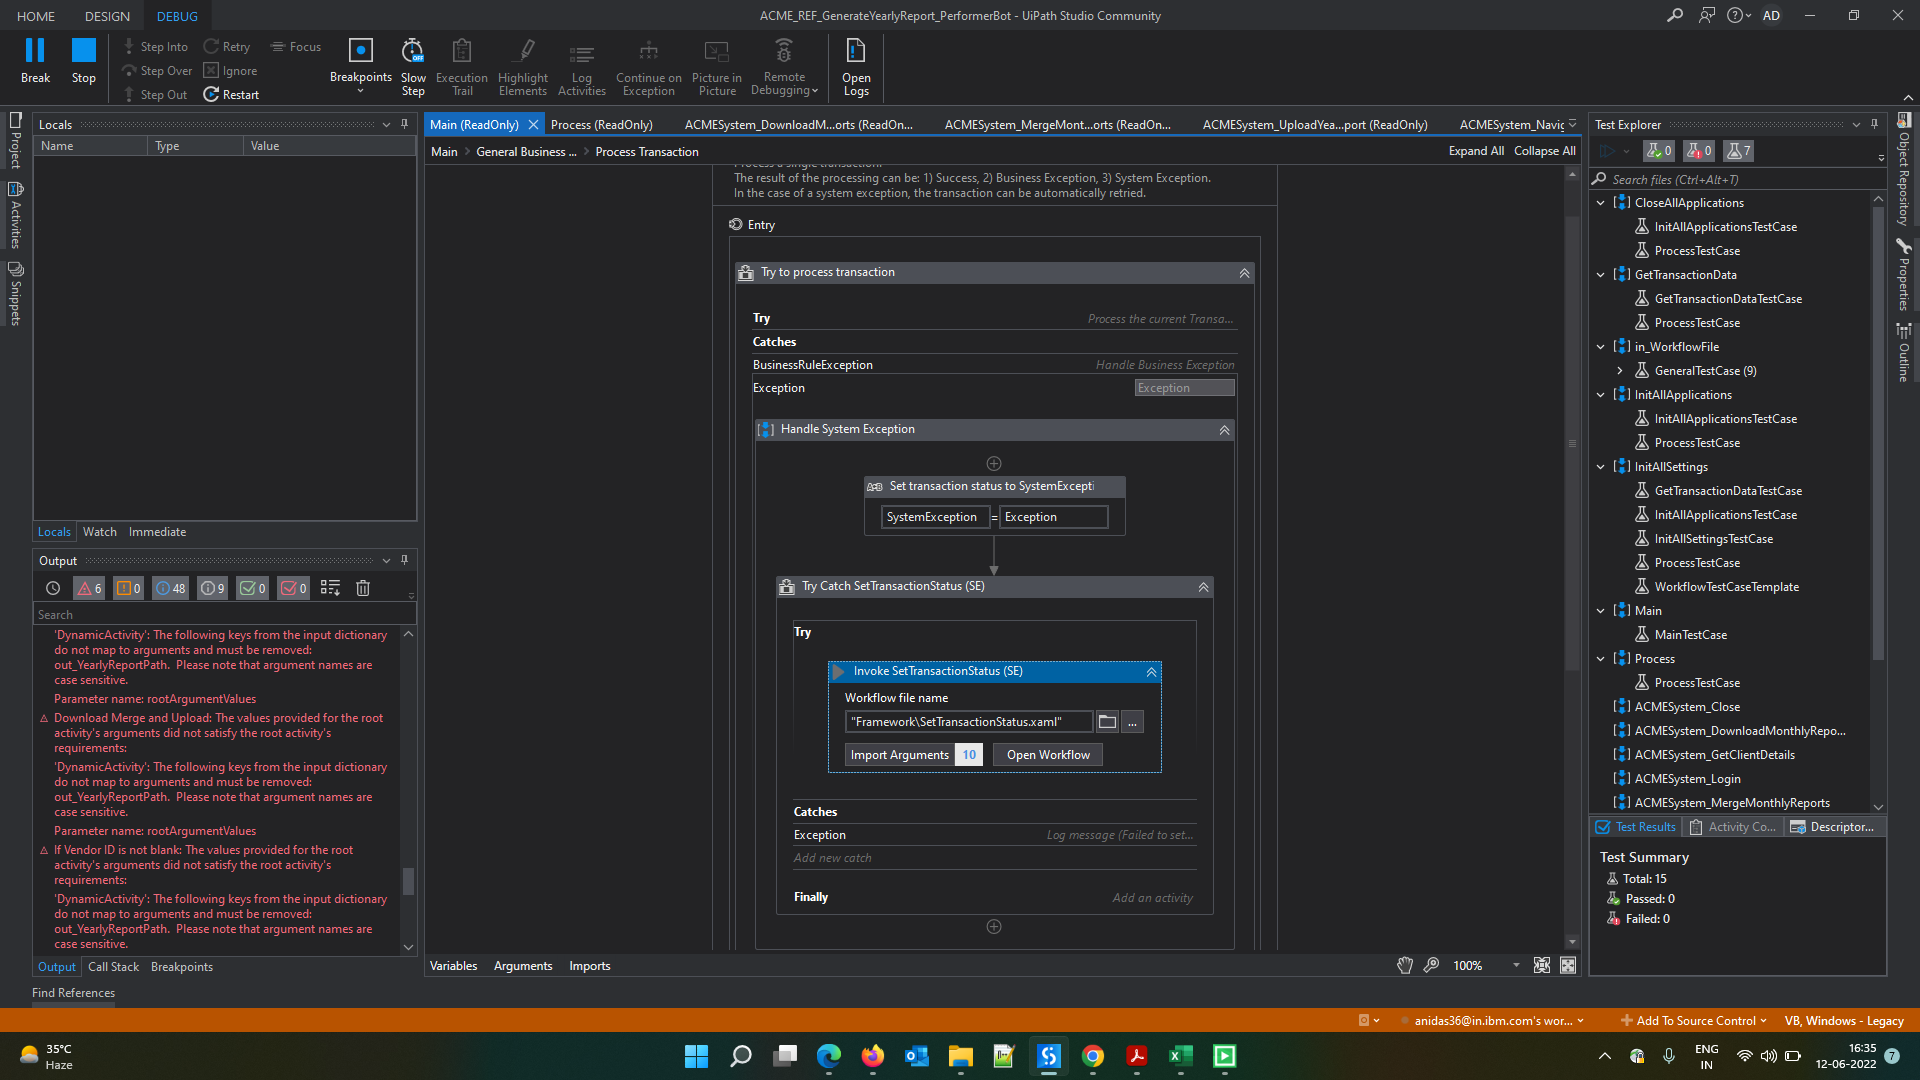 HOME
DESIGN
DEBUG
ACME_REF_GenerateYearlyReport_PerformerBot - UiPath Studio Community
AD
Break
Stop
Step Into
Step Over
Step Out
Retry
Ignore
Restart
Focus
Breakpoints
Slow Step
Execution Trail
Highlight Elements
Log Activities
Continue on Exception
Picture in Picture
Remote Debugging
Open Logs
Project
Activities
Snippets
Locals
Name
Type
Value
Locals
Watch
Immediate
Output
6
0
48
9
0
0
Search
'DynamicActivity': The following keys from the input dictionary
do not map to arguments and must be removed:
out_YearlyReportPath.  Please note that argument names are
case sensitive.
Parameter name: rootArgumentValues
Download Merge and Upload: The values provided for the root
activity's arguments did not satisfy the root activity's
requirements:
'DynamicActivity': The following keys from the input dictionary
do not map to arguments and must be removed:
out_YearlyReportPath.  Please note that argument names are
case sensitive.
Parameter name: rootArgumentValues
If Vendor ID is not blank: The values provided for the root
activity's arguments did not satisfy the root activity's
requirements:
'DynamicActivity': The following keys from the input dictionary
do not map to arguments and must be removed:
out_YearlyReportPath.  Please note that argument names are
case sensitive.
Output
Call Stack
Breakpoints
Find References
Main (ReadOnly)
Process (ReadOnly)
ACMESystem_DownloadM...orts (ReadOn...
ACMESystem_MergeMont...orts (ReadOn...
ACMESystem_UploadYea...port (ReadOnly)
ACMESystem_Navig
Main
General Business ...
Process Transaction
Expand All
Collapse All
Process a single transaction.
The result of the processing can be: 1) Success, 2) Business Exception, 3) System Exception.
In the case of a system exception, the transaction can be automatically retried.
Entry
Try to process transaction
Try
Process the current Transa...
Catches
BusinessRuleException
Handle Business Exception
Exception
Exception
Handle System Exception
Set transaction status to SystemExcepti
SystemException
=
Exception
Try Catch SetTransactionStatus (SE)
Try
Invoke SetTransactionStatus (SE)
Workflow file name
"Framework\SetTransactionStatus.xaml"
...
Import Arguments
10
Open Workflow
Catches
Exception
Log message (Failed to set...
Add new catch
Finally
Add an activity
Variables
Arguments
Imports
100%
Test Explorer
0
0
7
Search files (Ctrl+Alt+T)
CloseAllApplications
InitAllApplicationsTestCase
ProcessTestCase
GetTransactionData
GetTransactionDataTestCase
ProcessTestCase
in_WorkflowFile
GeneralTestCase (9)
InitAllApplications
InitAllApplicationsTestCase
ProcessTestCase
InitAllSettings
GetTransactionDataTestCase
InitAllApplicationsTestCase
InitAllSettingsTestCase
ProcessTestCase
WorkflowTestCaseTemplate
Main
MainTestCase
Process
ProcessTestCase
ACMESystem_Close
ACMESystem_DownloadMonthlyRepo...
ACMESystem_GetClientDetails
ACMESystem_Login
ACMESystem_MergeMonthlyReports
Test Results
Activity Co...
Descriptor...
Test Summary
Total: 15
Passed: 0
Failed: 0
Object Repository
Properties
Outline
anidas36@in.ibm.com's wor...
Add To Source Control
VB, Windows - Legacy
35°C
Haze
ENG
IN
16:35
12-06-2022
7